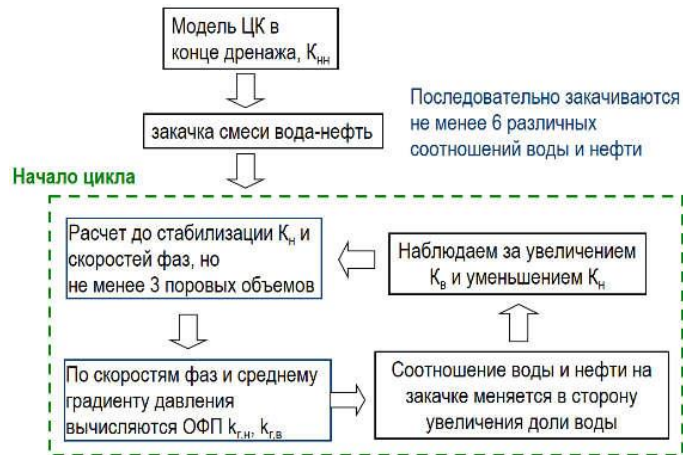 Модель ЦК в
конце дренажа, Kнн
закачка смеси вода-нефть
Последовательно закачиваются
не менее 6 различных
соотношений воды и нефти
Начало цикла
Расчет до стабилизации Kн и
скоростей фаз, но
не менее 3 поровых объемов
Наблюдаем за увеличением
Kв и уменьшением Kн
По скоростям фаз и среднему
градиенту давления
вычисляются ОФП kг,н, kг,в
Соотношение воды и нефти на
закачке меняется в сторону
увеличения доли воды